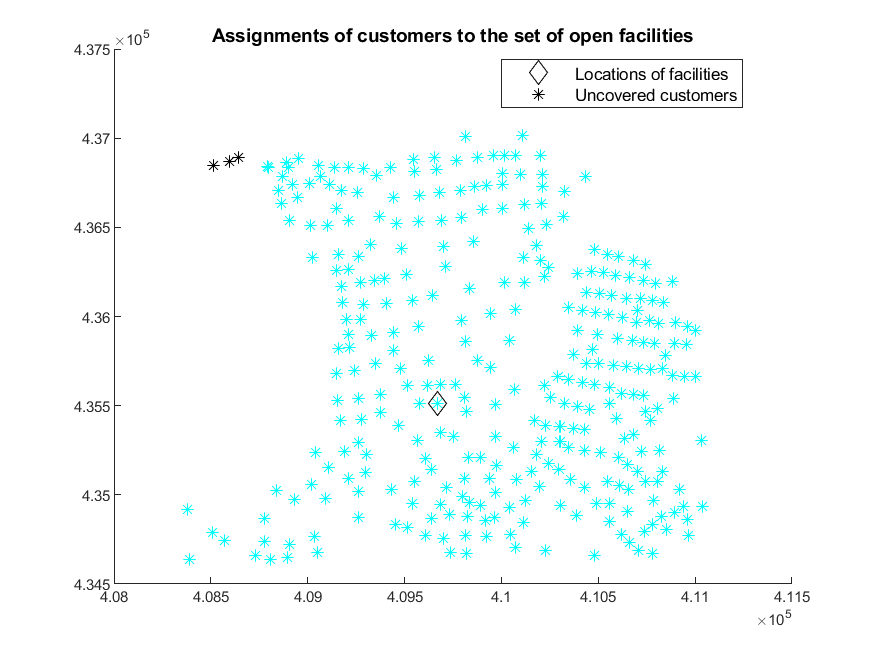 Assignments of customers to the set of open facilities
×10^5
4.375
4.37
4.365
4.36
4.355
4.35
4.345
Locations of facilities
Uncovered customers
4.08 4.085 4.09 4.095 4.1 4.105 4.11 4.115
×10^5